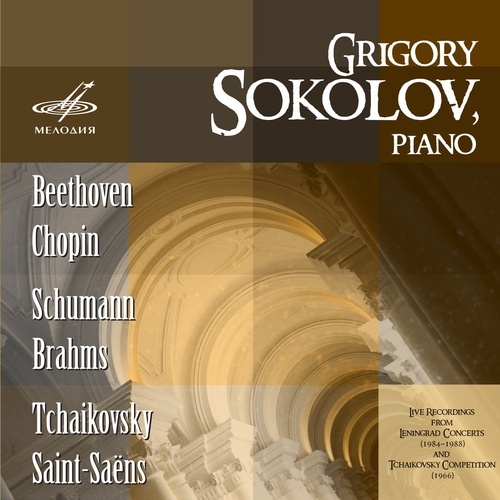 GRIGORY
SOKOLOV,
PIANO
МЕЛОДИЯ
Beethoven
Chopin
Schumann
Brahms
Tchaikovsky
Saint-Saëns
LIVE RECORDINGS
FROM
LENINGRAD CONCERTS
(1984–1988)
AND
TCHAIKOVSKY COMPETITION
(1966)